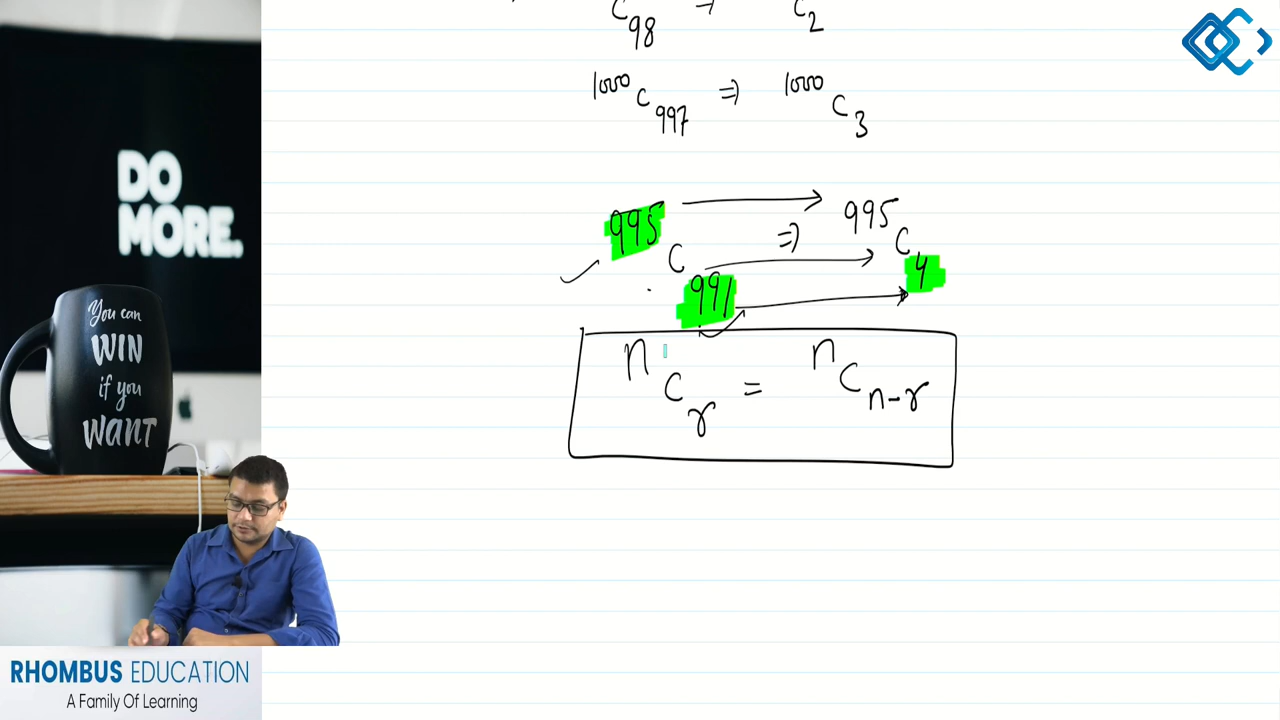 C98 ⇒ C2
¹⁰⁰⁰C₉₉₇ ⇒ ¹⁰⁰⁰C₃
⁹⁹⁵C₉₉₁ ⇒ ⁹⁹⁵C₄
ⁿCᵣ = ⁿCₙ₋ᵣ
DO
MORE.
You can
WIN
if you
WANT
RHOMBUS EDUCATION
A Family Of Learning